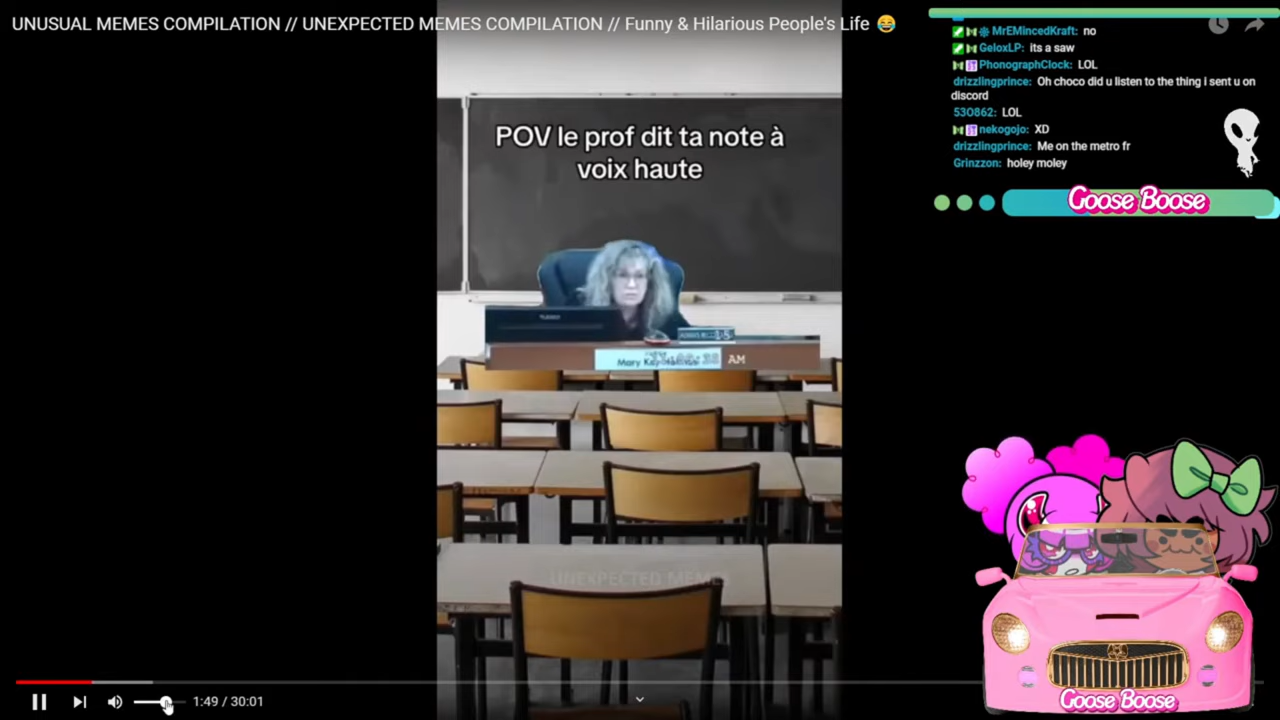 UNUSUAL MEMES COMPILATION // UNEXPECTED MEMES COMPILATION // Funny & Hilarious People's Life 😂
MrEMincedKraft: no
GeloxLP: its a saw
PhonographClock: LOL
drizzlingprince: Oh choco did u listen to the thing i sent u on
discord
530862: LOL
nekogojo: XD
drizzlingprince: Me on the metro fr
Grinzzon: holey moley
Goose Boose
POV le prof dit ta note à
voix haute
AM
UNEXPECTED MEMES
1:49 / 30:01
Goose Boose